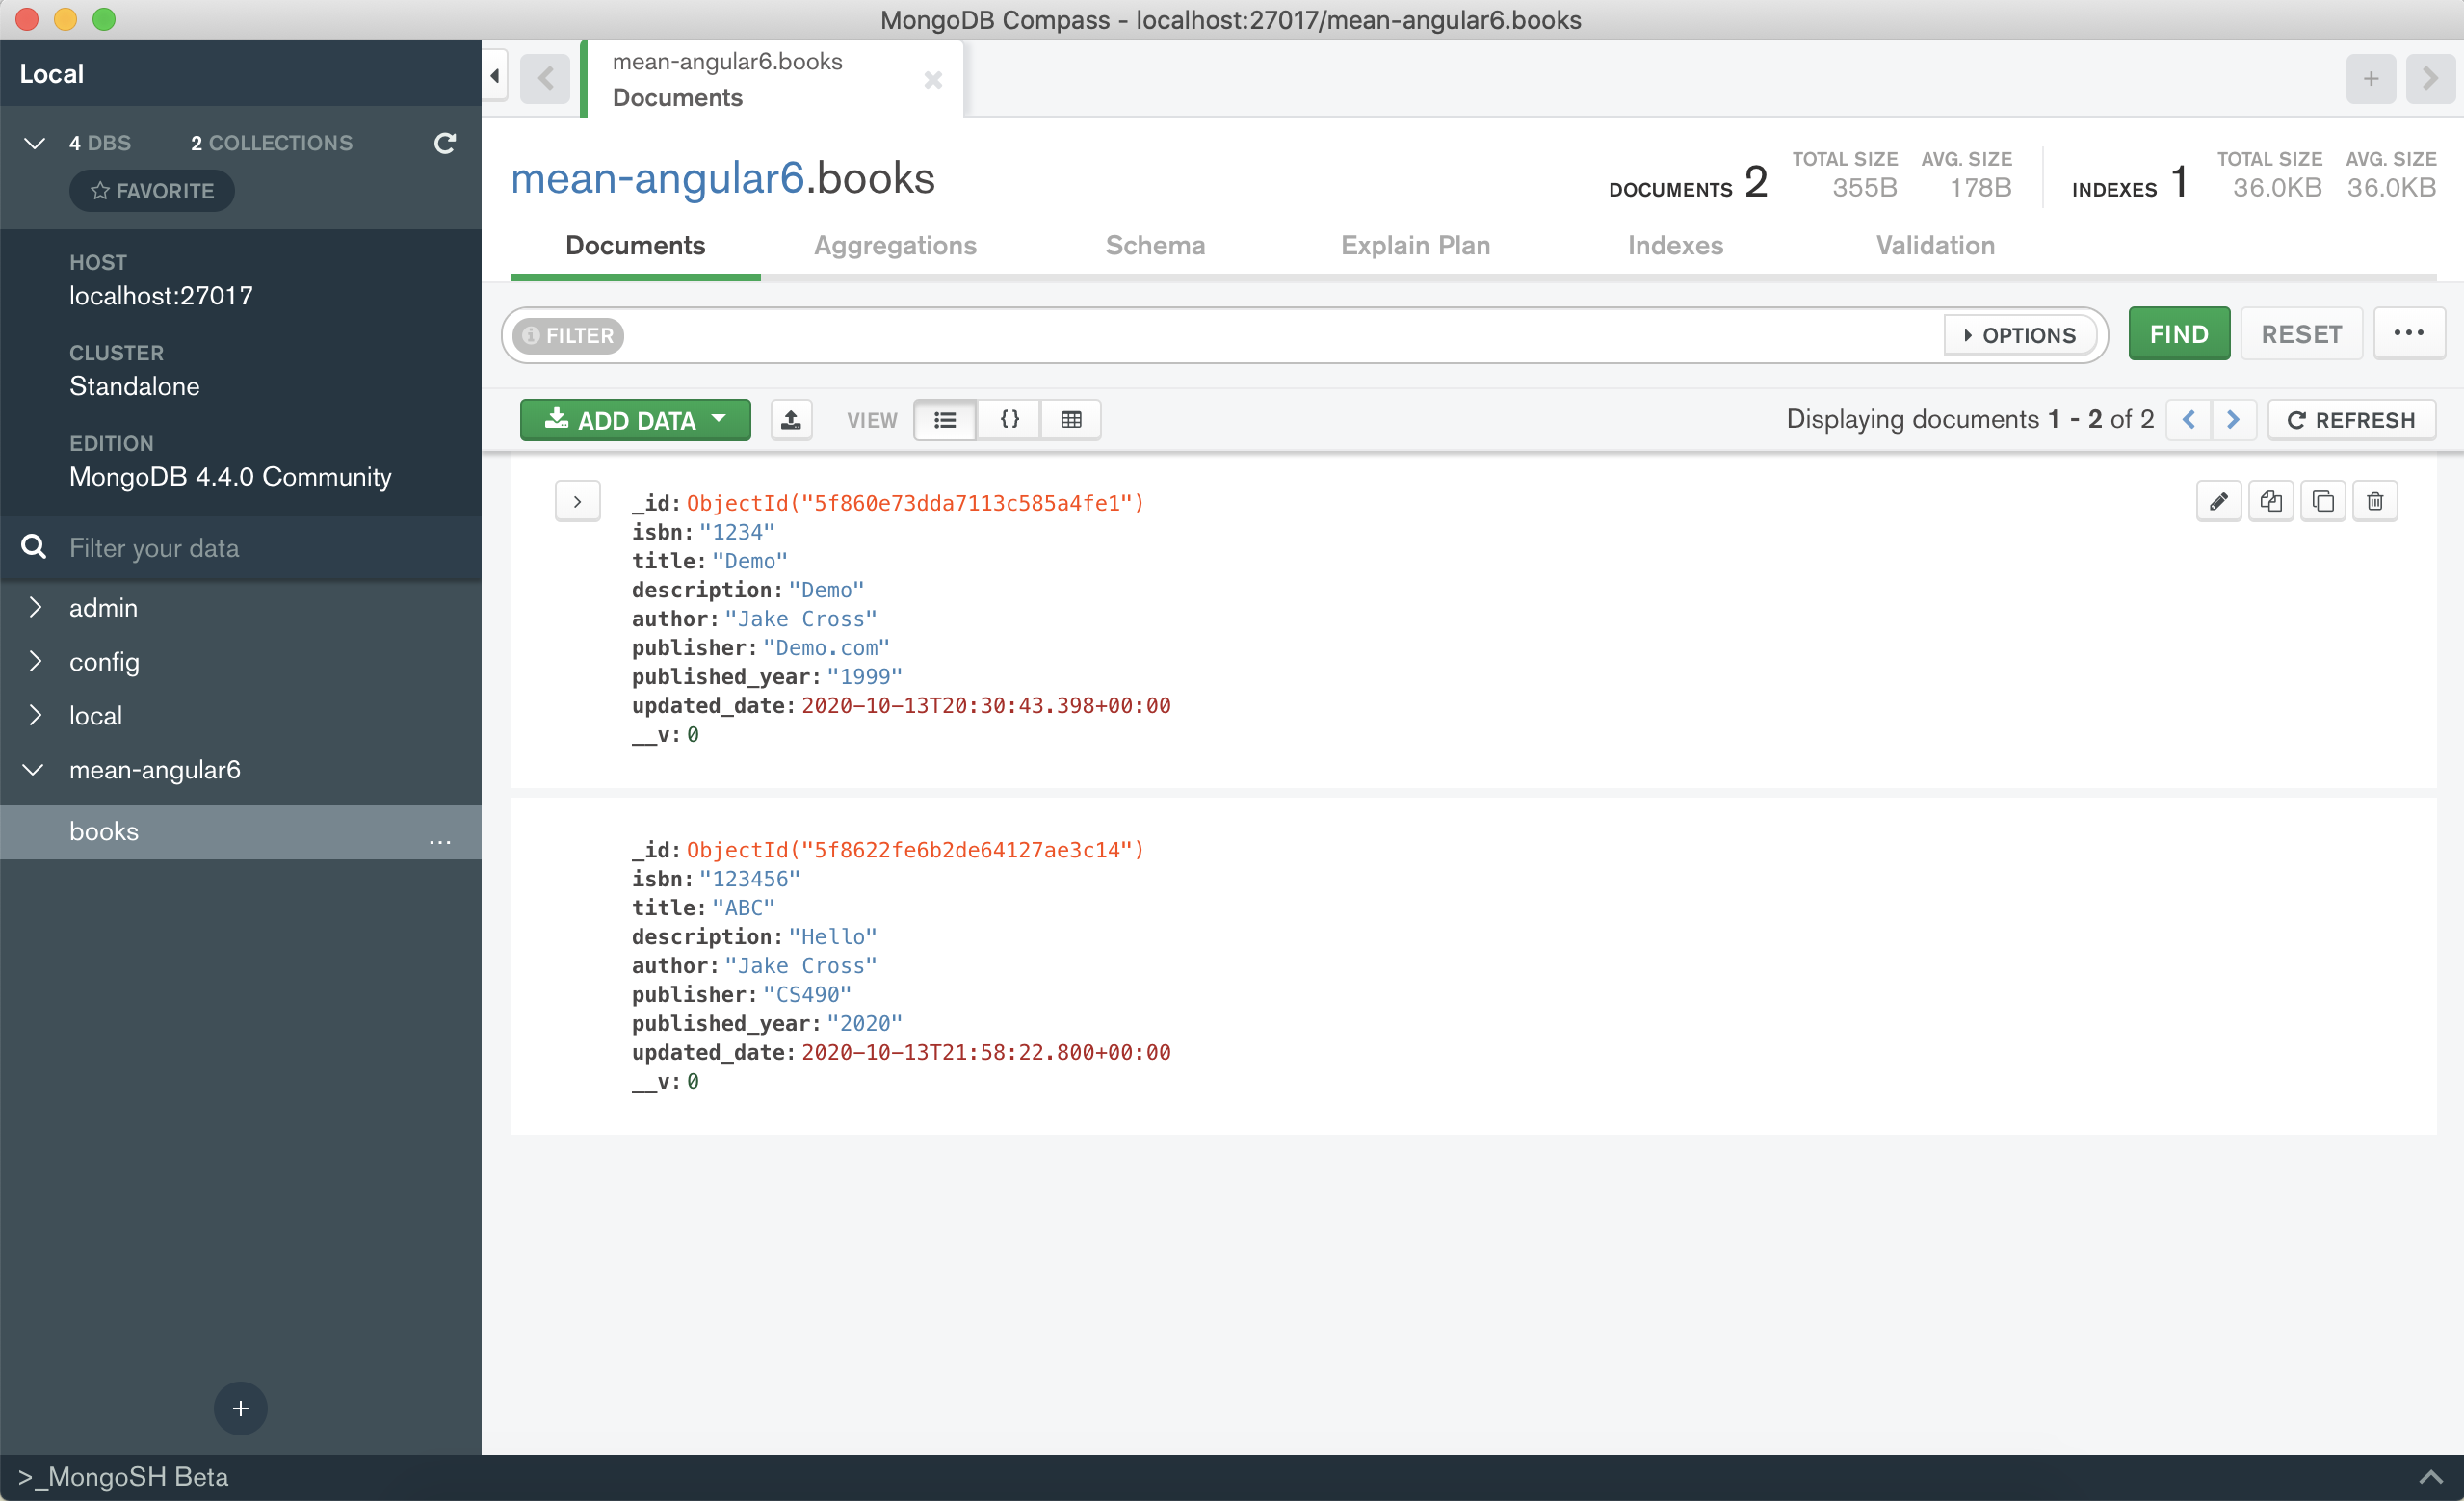 MongoDB Compass - localhost:27017/mean-angular6.books
Local
4 DBS 2 COLLECTIONS
FAVORITE
HOST
localhost:27017
CLUSTER
Standalone
EDITION
MongoDB 4.4.0 Community
Filter your data
admin
config
local
mean-angular6
books ...
mean-angular6.books
Documents
mean-angular6.books
DOCUMENTS 2 TOTAL SIZE 355B AVG. SIZE 178B
INDEXES 1 TOTAL SIZE 36.0KB AVG. SIZE 36.0KB
Documents Aggregations Schema Explain Plan Indexes Validation
FILTER OPTIONS FIND RESET ...
ADD DATA VIEW {} Displaying documents 1 - 2 of 2 REFRESH
_id: ObjectId("5f860e73dda7113c585a4fe1")
isbn: "1234"
title: "Demo"
description: "Demo"
author: "Jake Cross"
publisher: "Demo.com"
published_year: "1999"
updated_date: 2020-10-13T20:30:43.398+00:00
__v: 0
_id: ObjectId("5f8622fe6b2de64127ae3c14")
isbn: "123456"
title: "ABC"
description: "Hello"
author: "Jake Cross"
publisher: "CS490"
published_year: "2020"
updated_date: 2020-10-13T21:58:22.800+00:00
__v: 0
>_MongoSH Beta